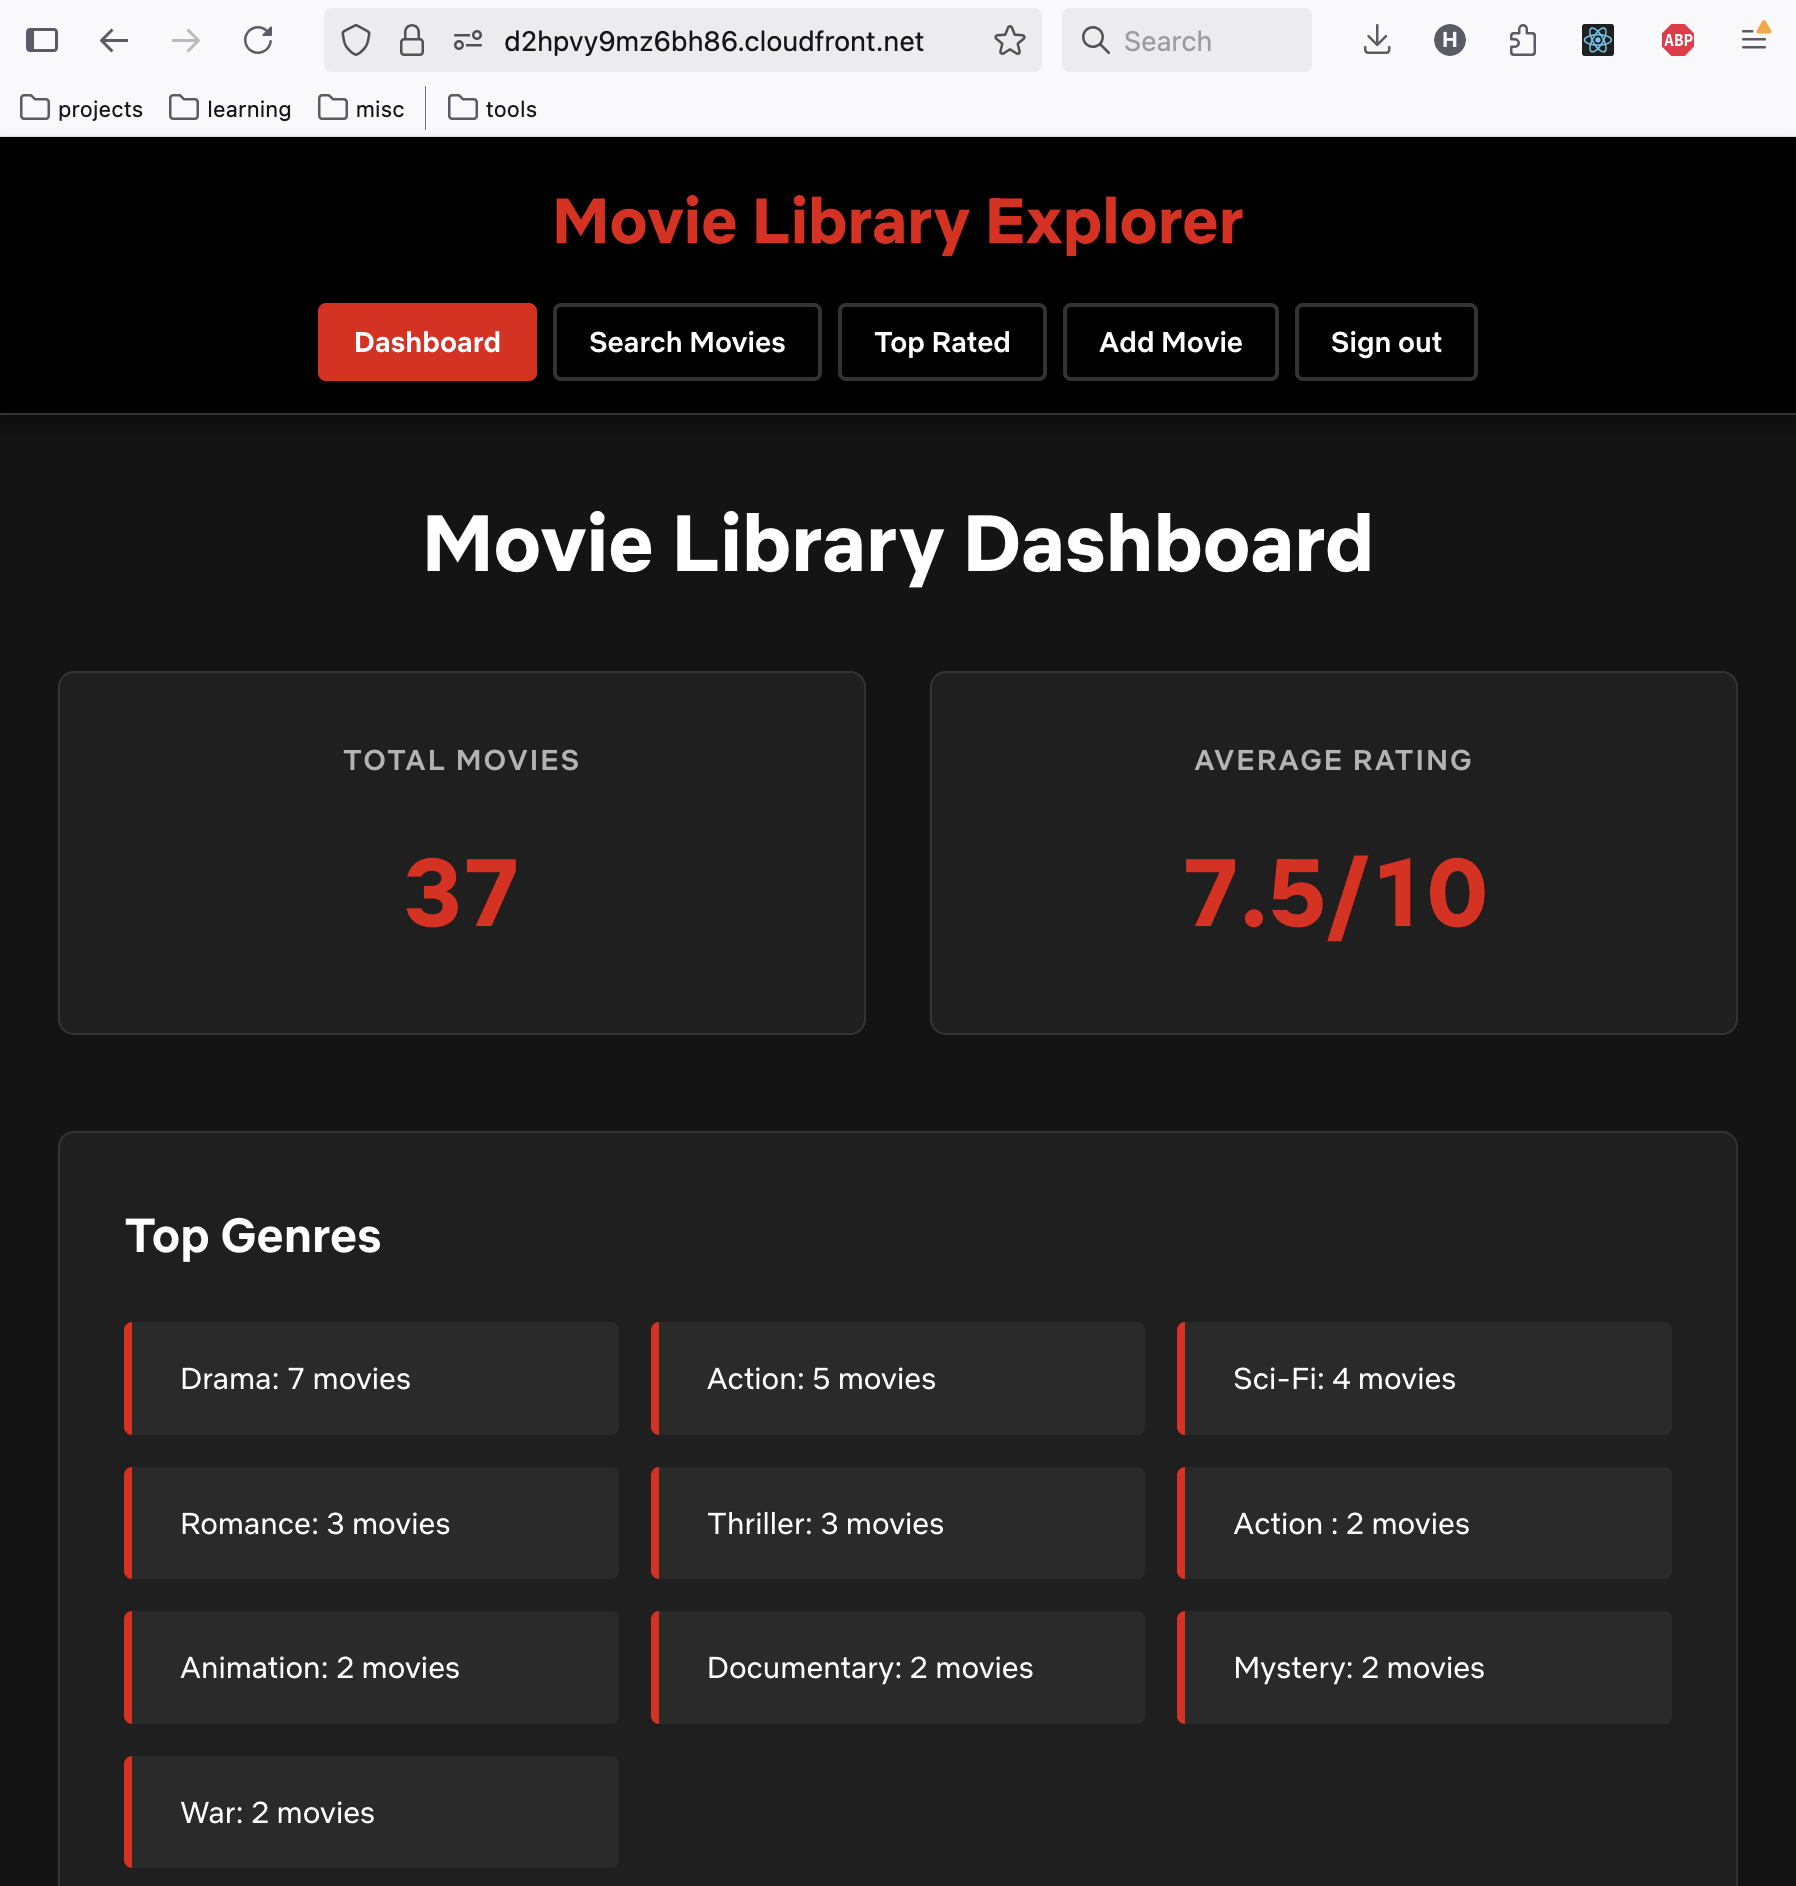 d2hpvy9mz6bh86.cloudfront.net Search H ABP
projects learning misc tools
Movie Library Explorer
Dashboard Search Movies Top Rated Add Movie Sign out
Movie Library Dashboard
TOTAL MOVIES
37
AVERAGE RATING
7.5/10
Top Genres
Drama: 7 movies
Action: 5 movies
Sci-Fi: 4 movies
Romance: 3 movies
Thriller: 3 movies
Action : 2 movies
Animation: 2 movies
Documentary: 2 movies
Mystery: 2 movies
War: 2 movies